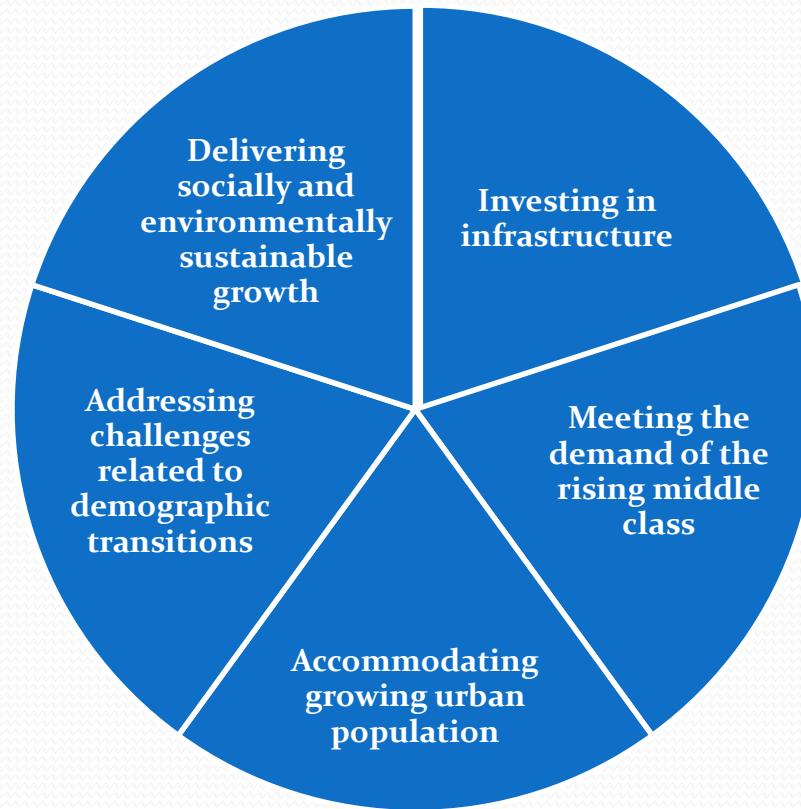 Investing in
infrastructure
Meeting the
demand of the
rising middle
class
Accommodating
growing urban
population
Addressing
challenges
related to
demographic
transitions
Delivering
socially and
environmentally
sustainable
growth